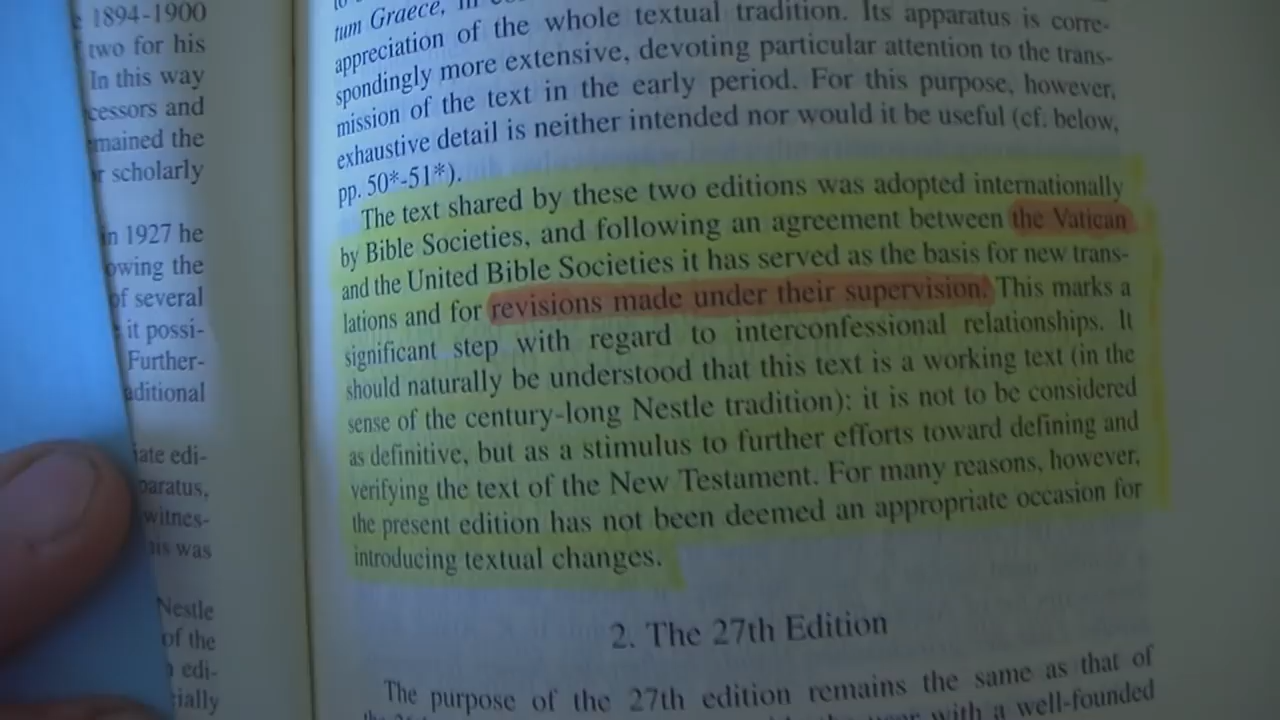 1894-1900
two for his
In this way
cessors and
mained the
scholarly
in 1927 he
owing the
of several
it possi-
Further-
aditional
iate edi-
paratus,
witnes-
his was
Nestle
of the
edi-
cially
tum Graece, in
appreciation of the whole textual tradition. Its apparatus is corre-
spondingly more extensive, devoting particular attention to the trans-
mission of the text in the early period. For this purpose, however,
exhaustive detail is neither intended nor would it be useful (cf. below,
pp. 50*-51*).
The text shared by these two editions was adopted internationally
by Bible Societies, and following an agreement between the Vatican
and the United Bible Societies it has served as the basis for new trans-
lations and for revisions made under their supervision. This marks a
significant step with regard to interconfessional relationships. It
should naturally be understood that this text is a working text (in the
sense of the century-long Nestle tradition): it is not to be considered
as definitive, but as a stimulus to further efforts toward defining and
verifying the text of the New Testament. For many reasons, however,
the present edition has not been deemed an appropriate occasion for
introducing textual changes.
2. The 27th Edition
The purpose of the 27th edition remains the same as that of
with a well-founded